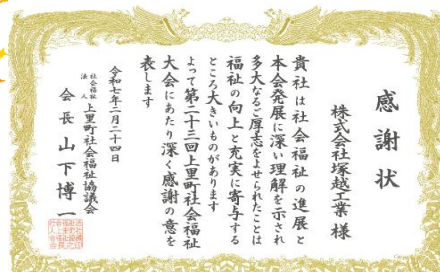 感謝状
株式会社塚越工業 様
貴社は社会福祉の進展と
本会発展に深い理解を示され
多大なるご厚志をよせられたことは
福祉の向上と充実に寄与する
ところ大きいものがあります
よって第二十三回上里町社会福祉
大会にあたり深く感謝の意を
表します
令和七年二月二十四日
社会福祉法人 上里町社会福祉協議会
会長 山下博一